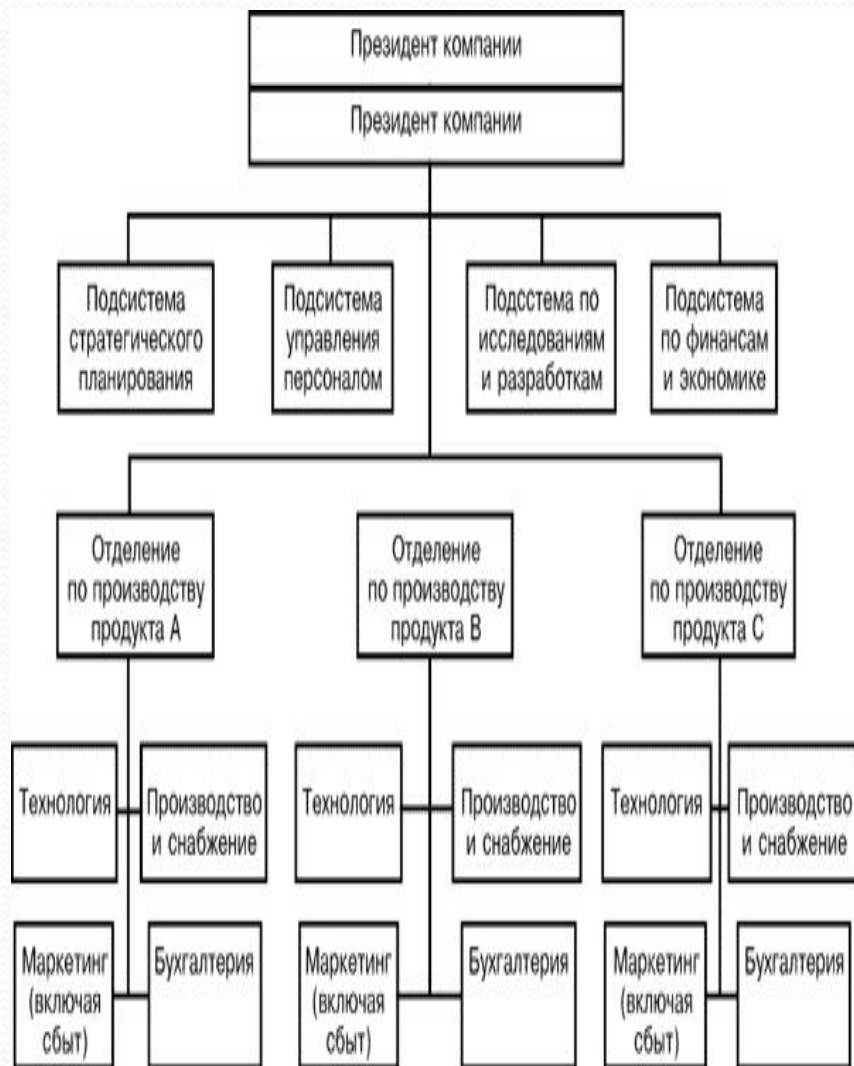 Президент компании
Президент компании
Подсистема
стратегического
планирования
Подсистема
управления
персоналом
Подсстема по
исследованиям
и разработкам
Подсистема
по финансам
и экономике
Отделение
по производству
продукта А
Отделение
по производству
продукта В
Отделение
по производству
продукта С
Технология
Производство
и снабжение
Технология
Производство
и снабжение
Технология
Производство
и снабжение
Маркетинг
(включая
сбыт)
Бухгалтерия
Маркетинг
(включая
сбыт)
Бухгалтерия
Маркетинг
(включая
сбыт)
Бухгалтерия